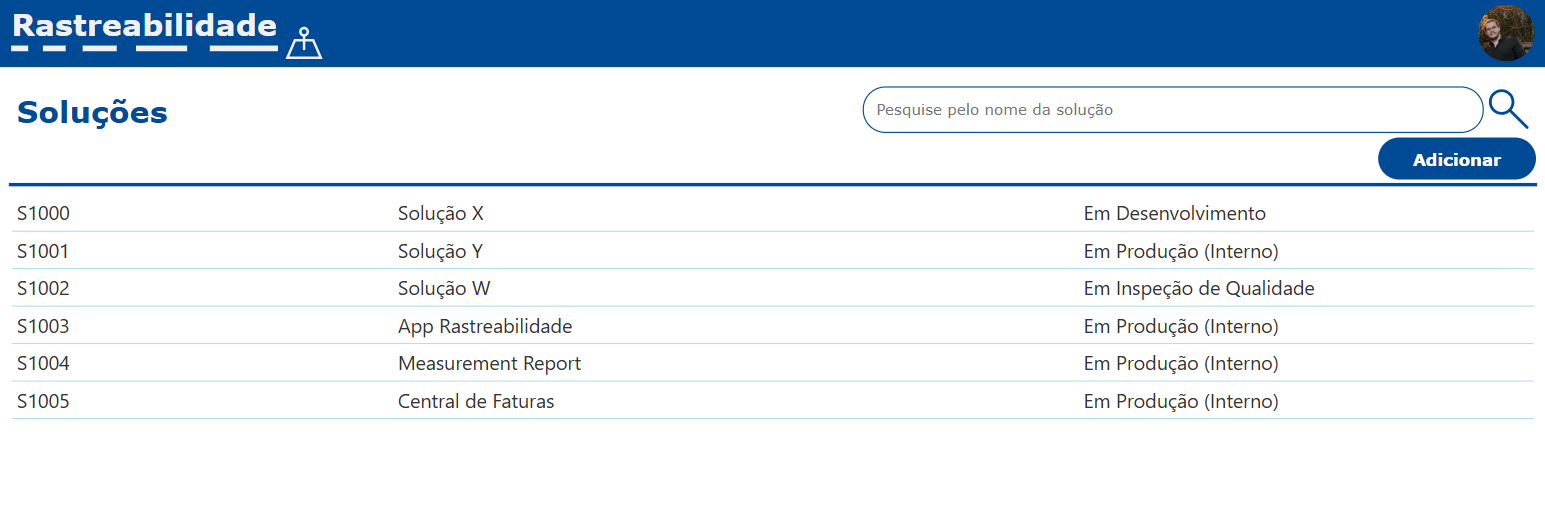 Rastreabilidade
Soluções
Pesquise pelo nome da solução
Adicionar
S1000 Solução X Em Desenvolvimento
S1001 Solução Y Em Produção (Interno)
S1002 Solução W Em Inspeção de Qualidade
S1003 App Rastreabilidade Em Produção (Interno)
S1004 Measurement Report Em Produção (Interno)
S1005 Central de Faturas Em Produção (Interno)